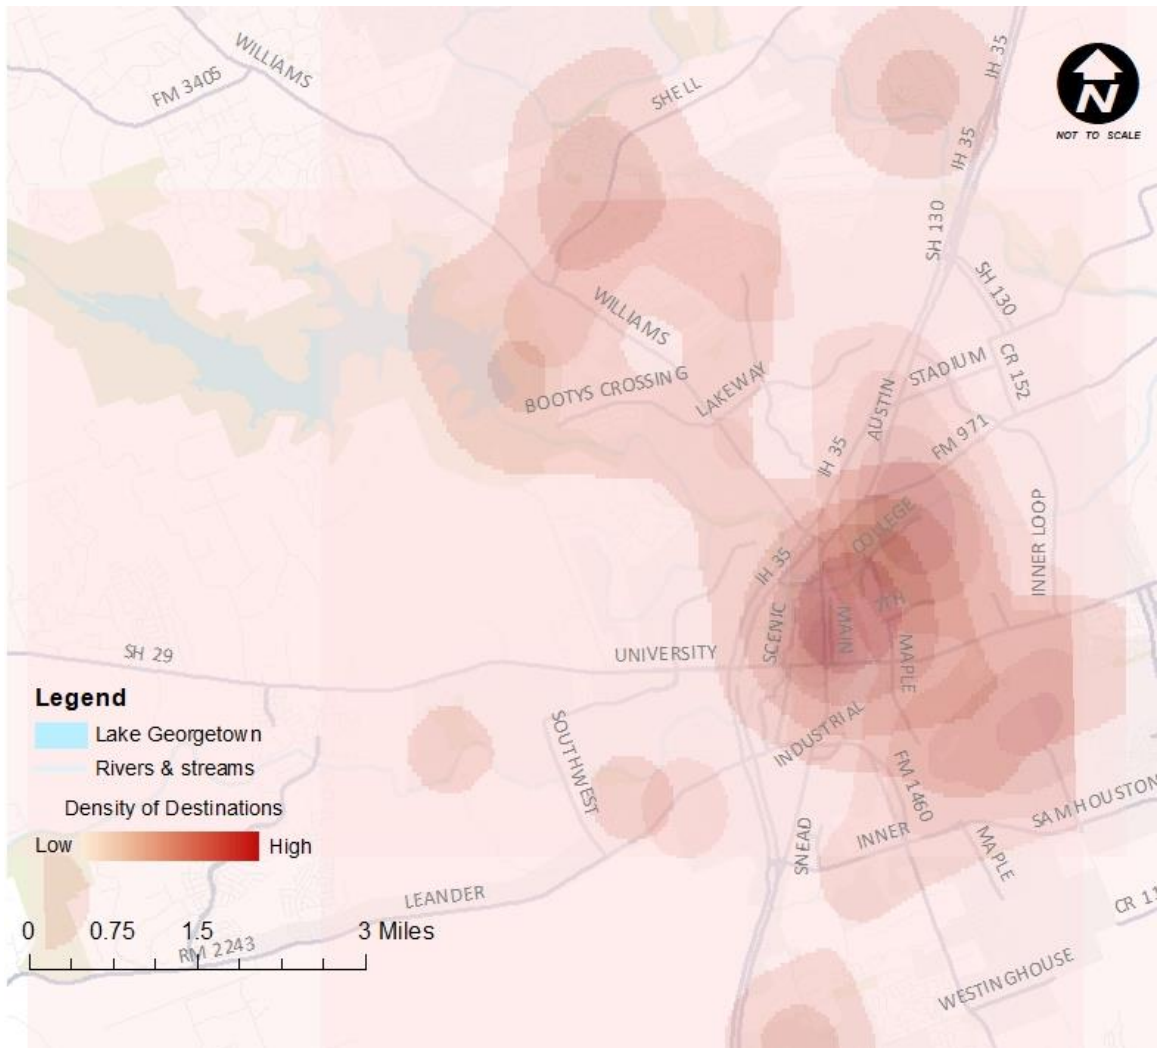 WILLIAMS
FM 3405
SHELL
IH 35
N
NOT TO SCALE
IH 35
SH 130
SH 130
WILLIAMS
CR 152
STADIUM
BOOTYS CROSSING
LAKEWAY
AUSTIN
FM 971
IH 35
COLLEGE
INNER LOOP
IH 35
7TH
SCENIC
MAIN
MAPLE
SH 29
UNIVERSITY
Legend
Lake Georgetown
Rivers & streams
Density of Destinations
Low
High
SOUTHWEST
INDUSTRIAL
FM 1460
SAM HOUSTON
SNEAD
INNER
MAPLE
LEANDER
CR 11
0 0.75 1.5 3 Miles
RM 2243
WESTINGHOUSE